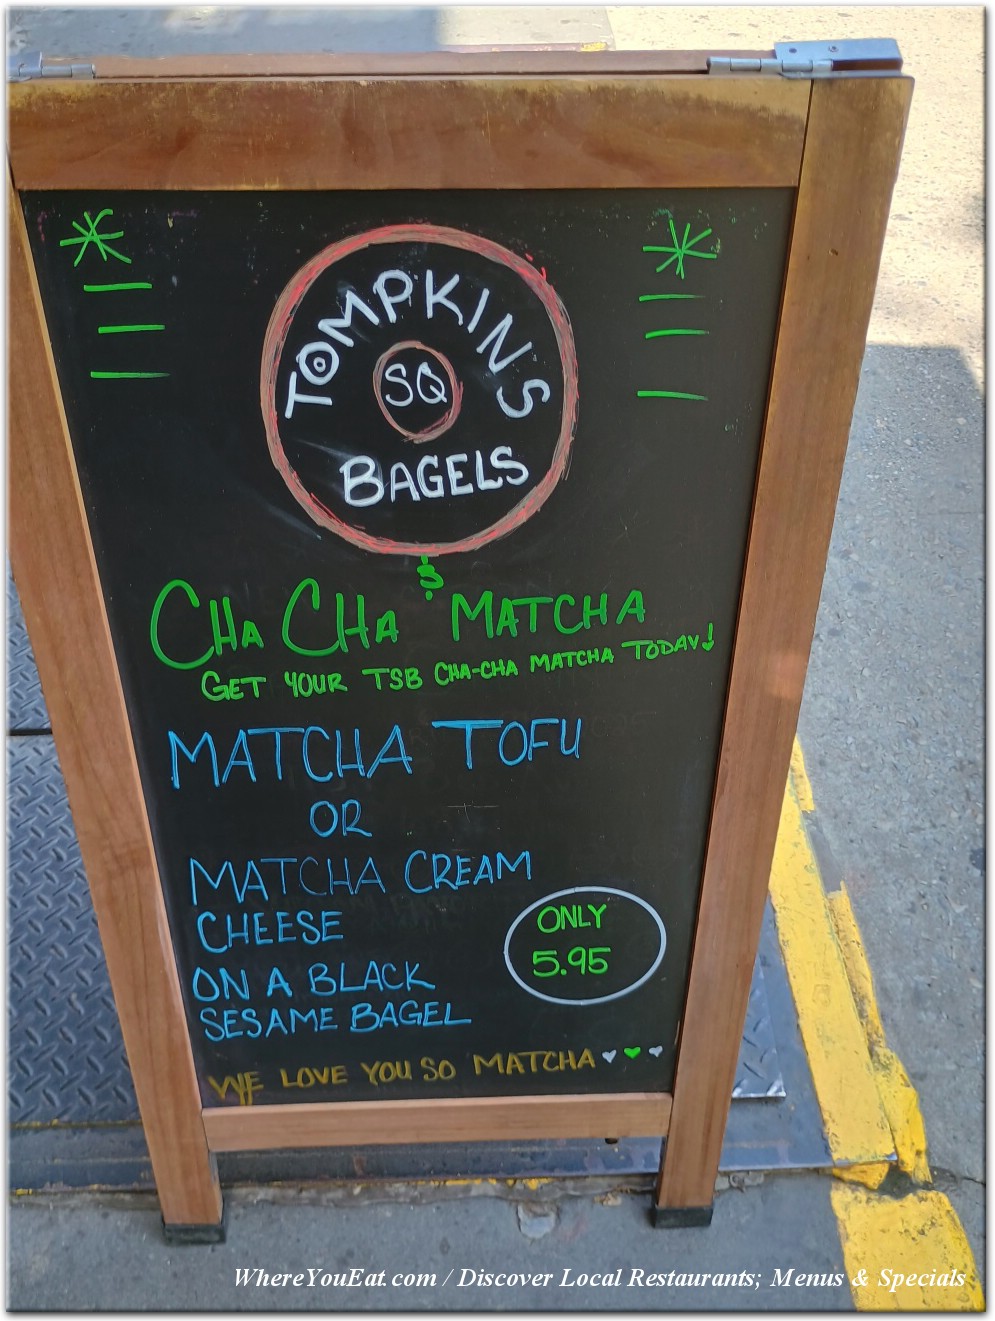 TOMPKINS
SQ
BAGELS
&
CHA CHA MATCHA
GET YOUR TSB CHA-CHA MATCHA TODAY!
MATCHA TOFU
OR
MATCHA CREAM
CHEESE
ON A BLACK
SESAME BAGEL
ONLY
5.95
WE LOVE YOU SO MATCHA
WhereYouEat.com / Discover Local Restaurants; Menus & Specials